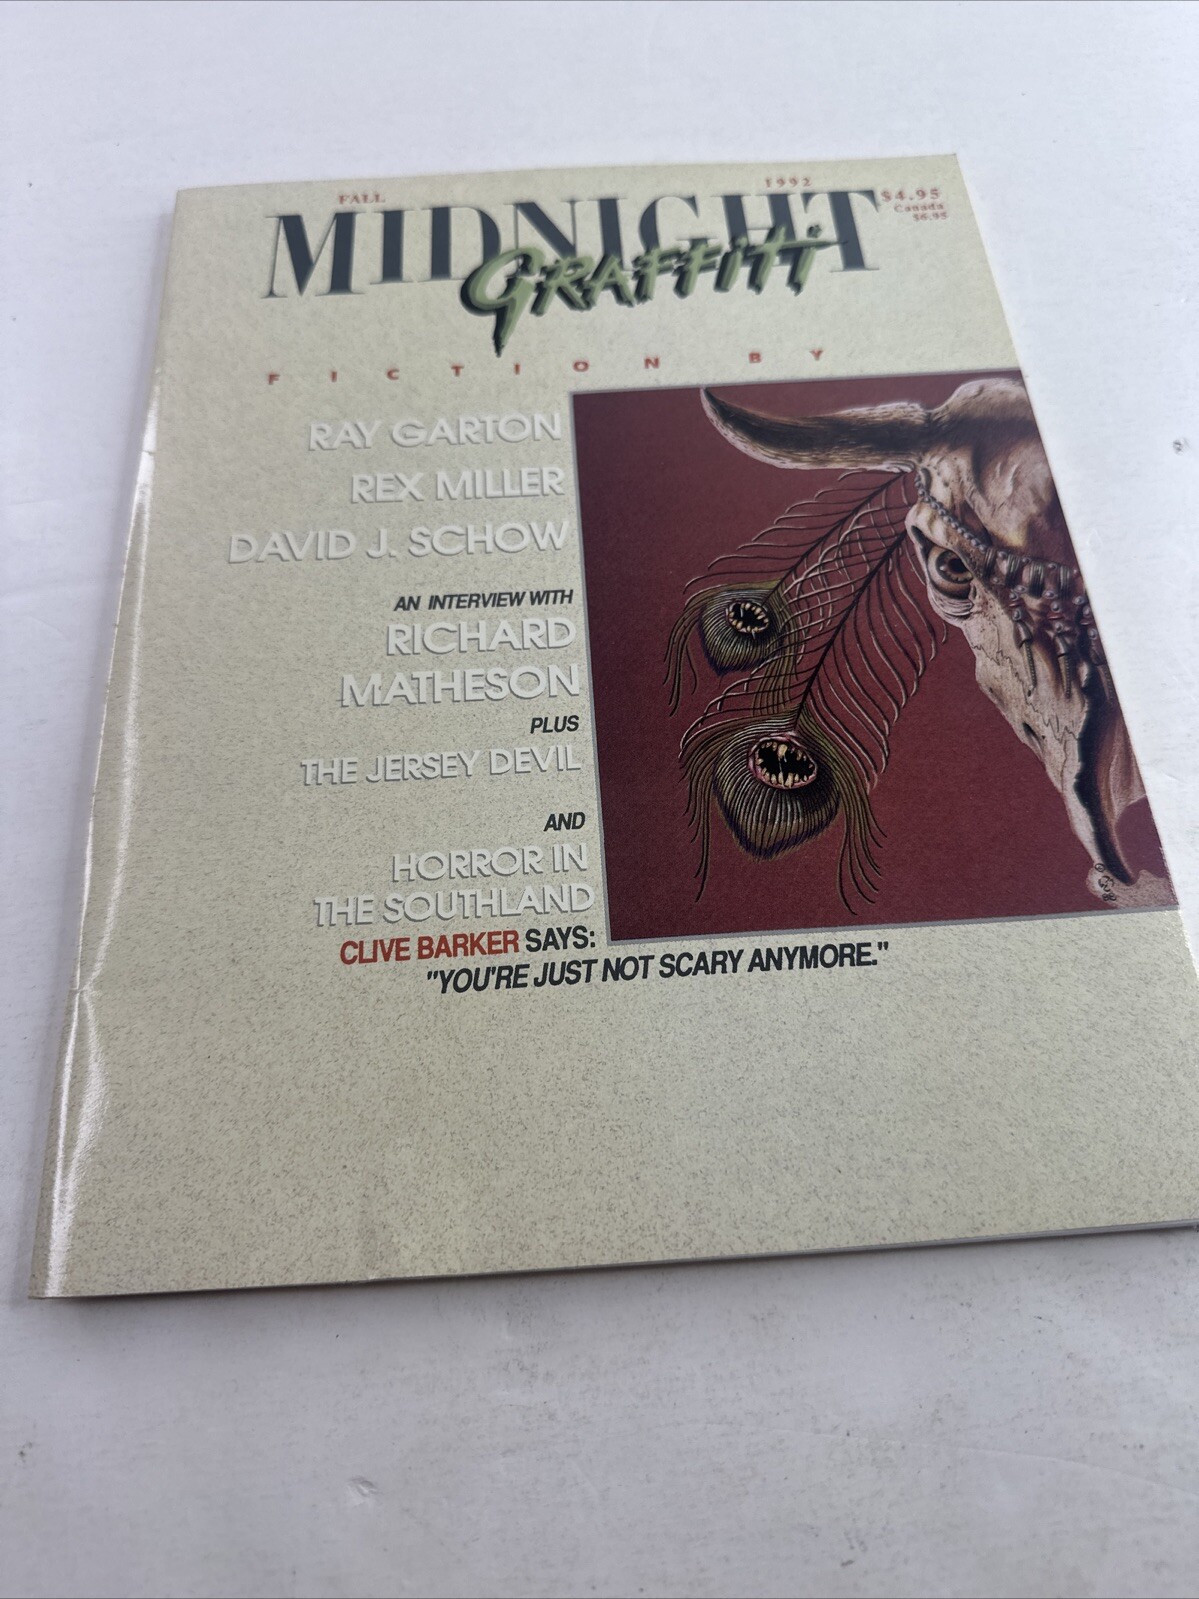 FALL 1992
MIDNIGHT $4.95
GRAFFITI Canada
$6.95
FICTION BY
RAY GARTON
REX MILLER
DAVID J. SCHOW
AN INTERVIEW WITH
RICHARD
MATHESON
PLUS
THE JERSEY DEVIL
AND
HORROR IN
THE SOUTHLAND
CLIVE BARKER SAYS:
"YOU'RE JUST NOT SCARY ANYMORE."